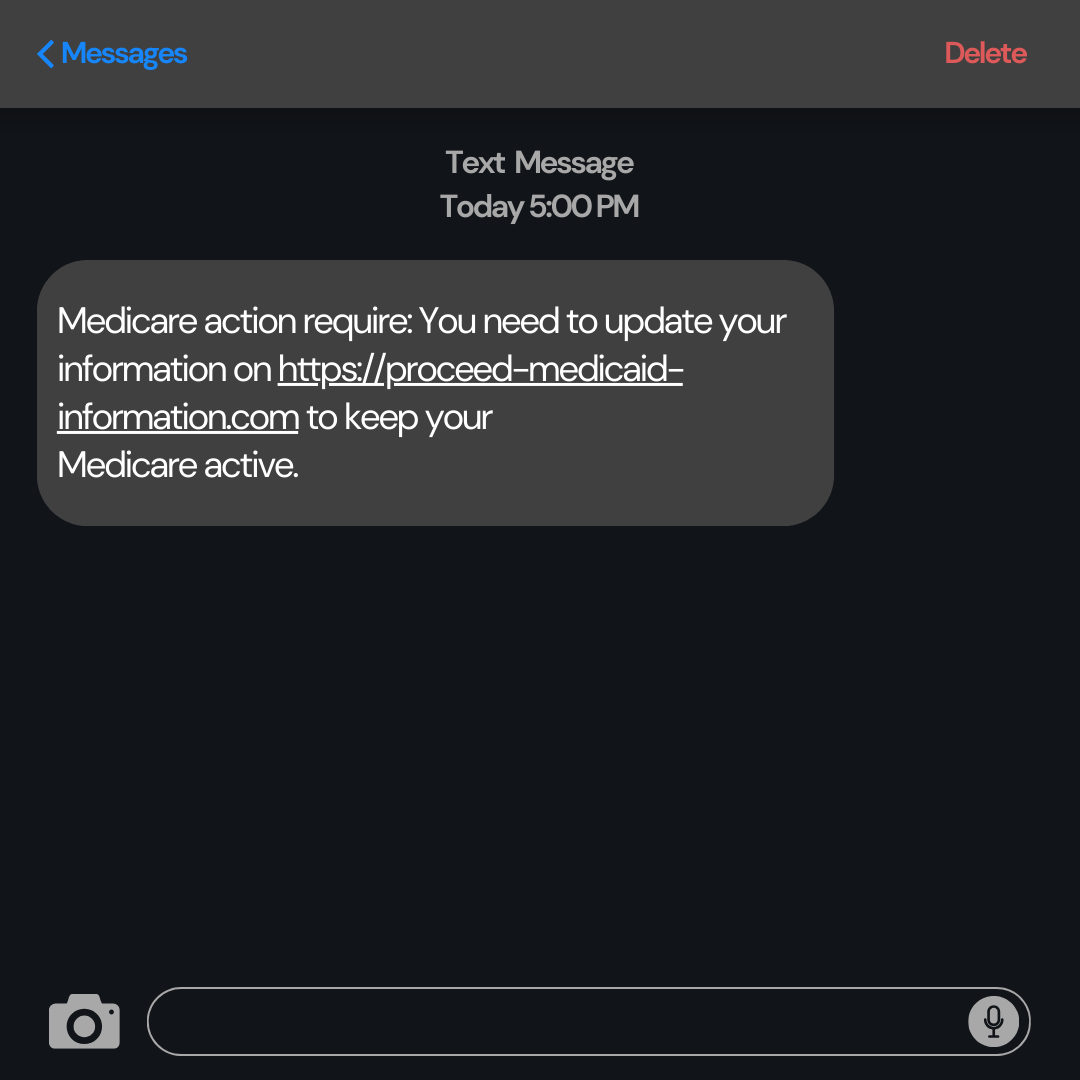 Messages
Delete
Text Message
Today 5:00 PM
Medicare action require: You need to update your
information on https://proceed-medicaid-
information.com to keep your
Medicare active.